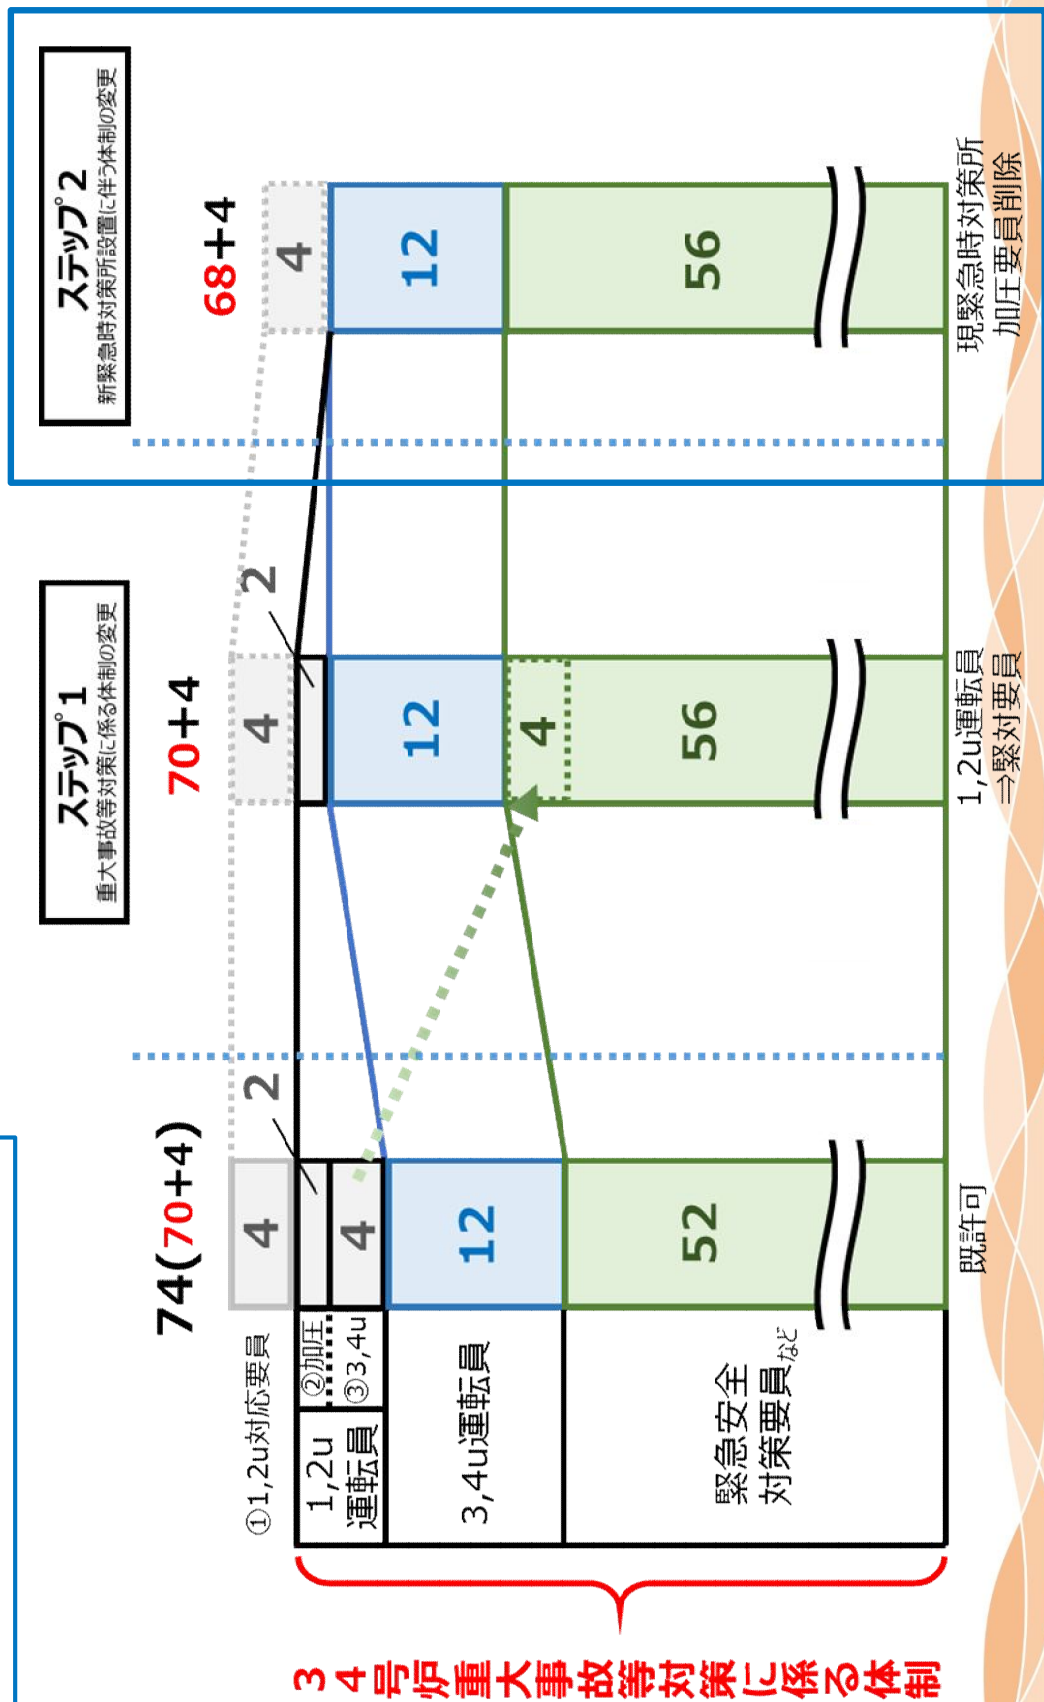 3 4号炉重大事故等対策に係る体制
①1,2u対応要員
1,2u
運転員
②加圧
③3,4u
3,4u運転員
緊急安全
対策要員など
74(70+4)
4
2
4
12
52
既許可
ステップ1
重大事故等対策に係る体制の変更
70+4
4
2
12
4
56
1,2u運転員
⇒緊対要員
ステップ2
新緊急時対策所設置に伴う体制の変更
68+4
4
12
56
現緊急時対策所
加圧要員削除